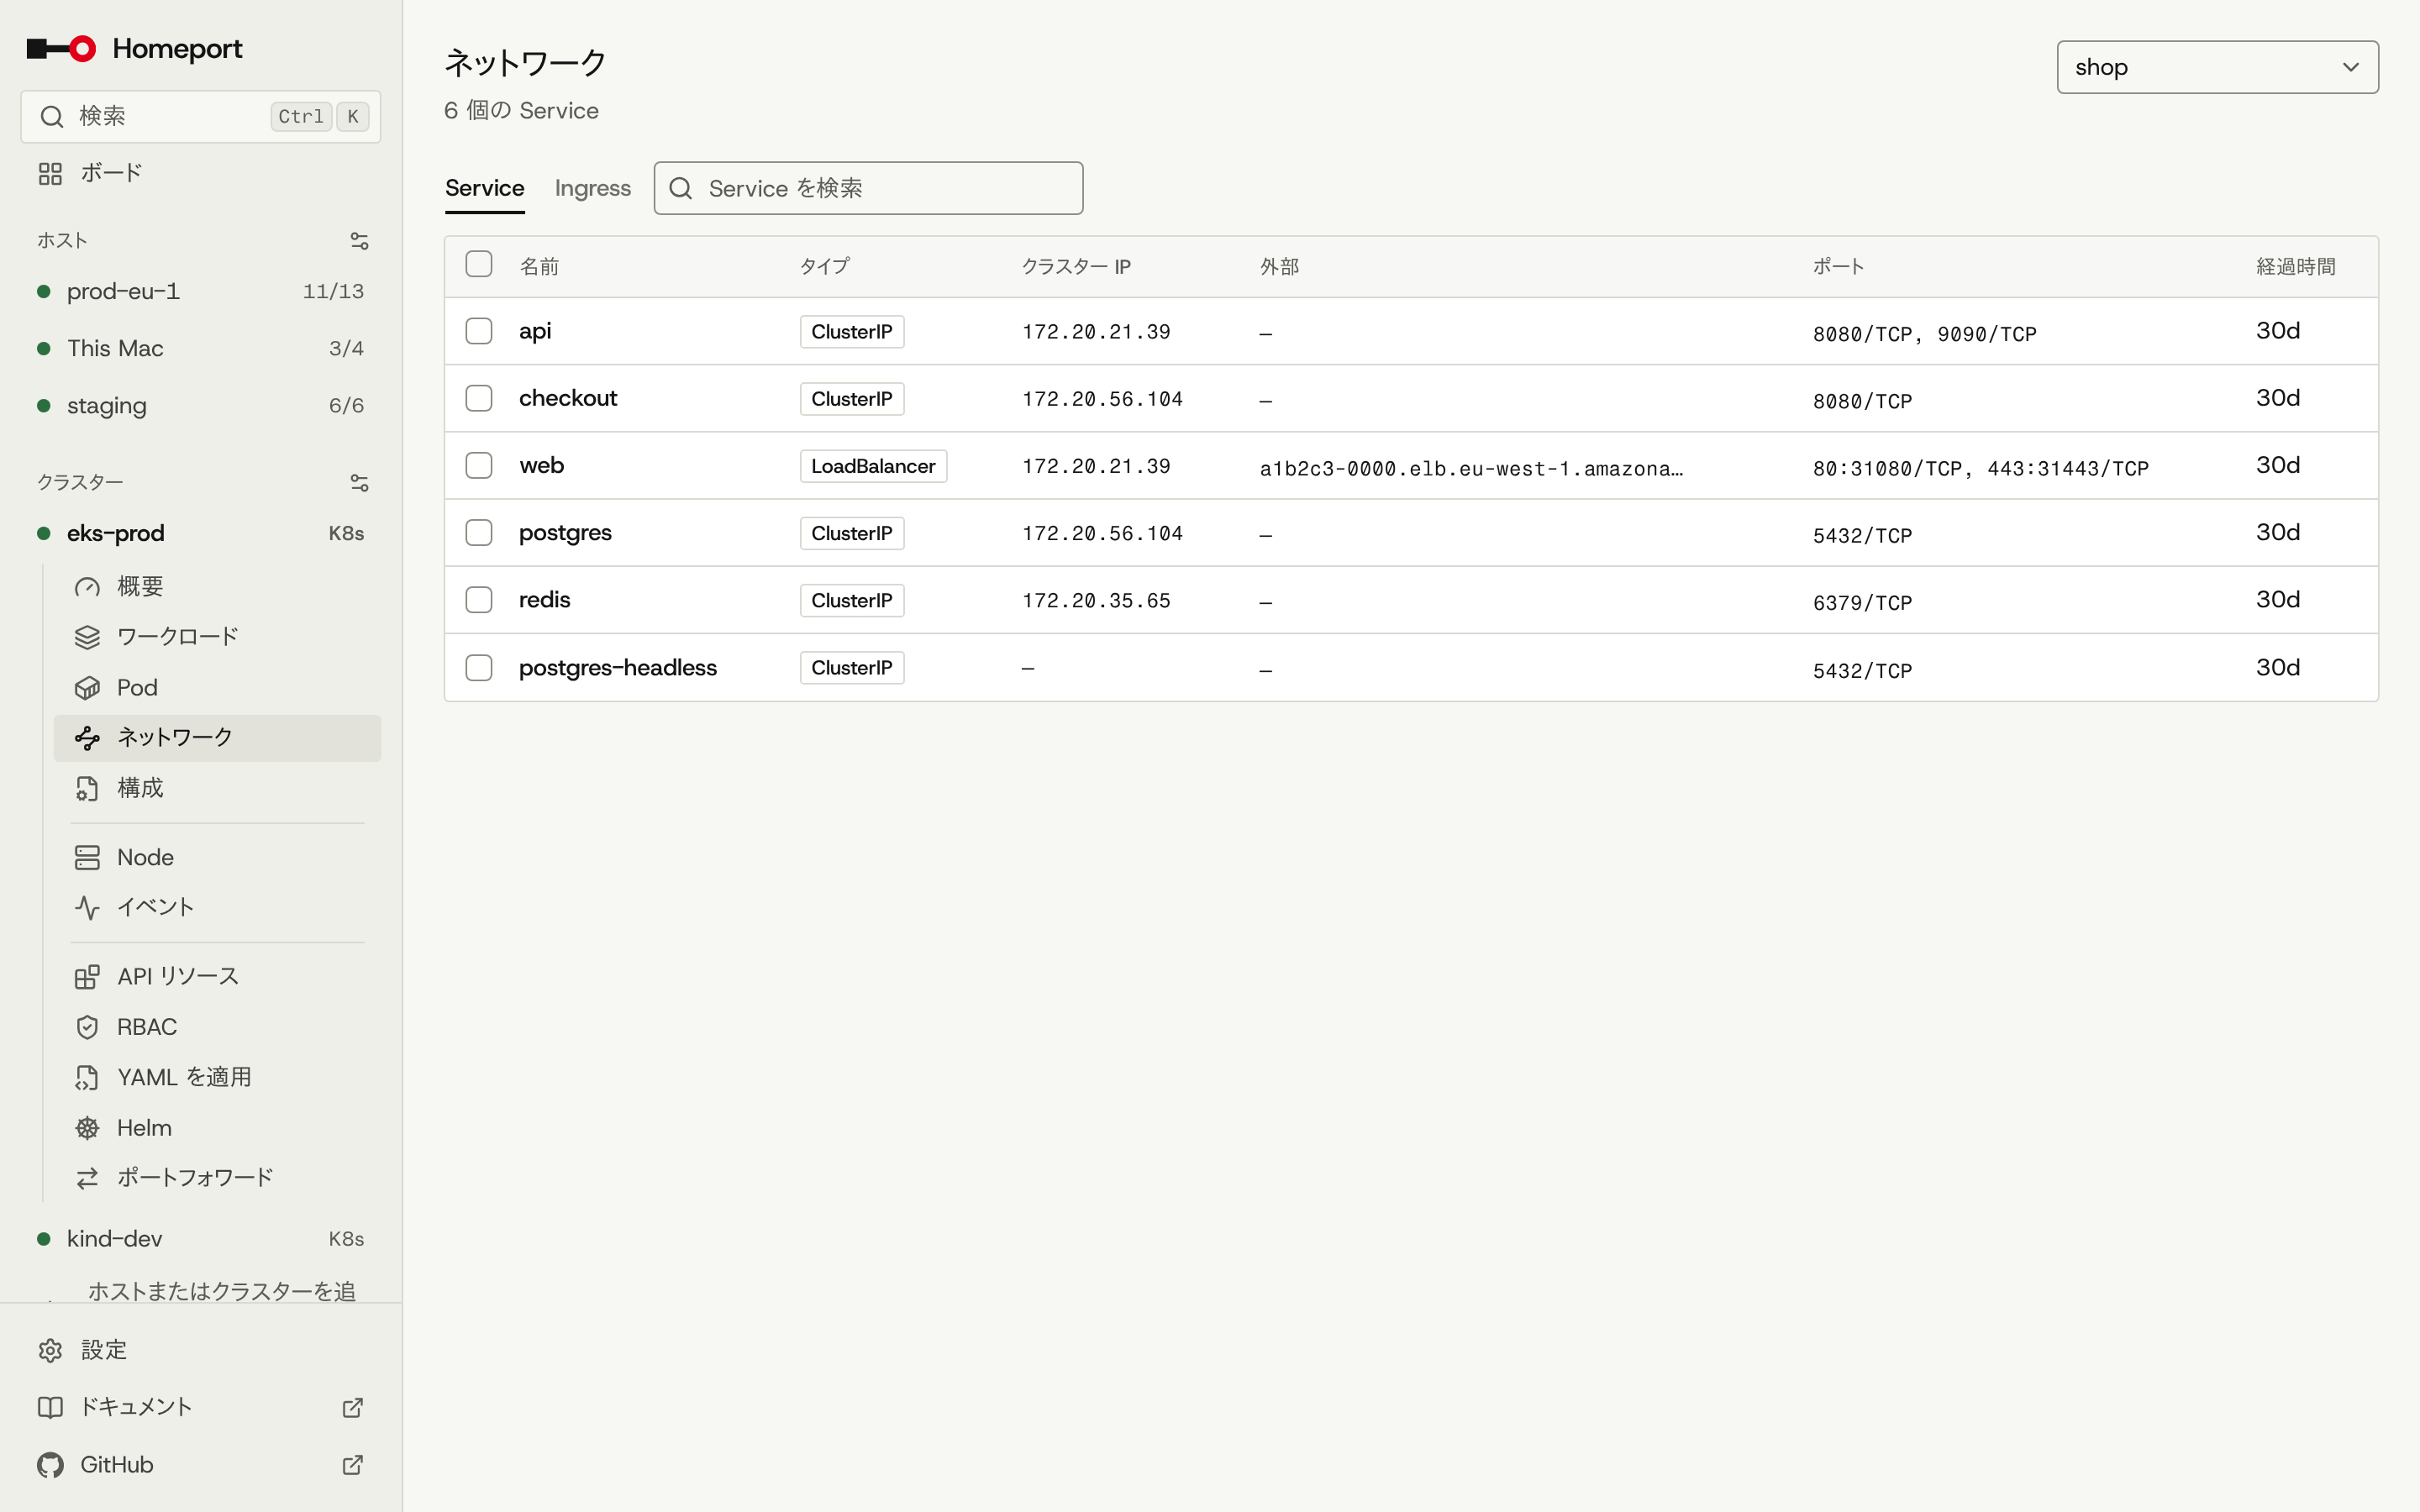 Homeport
検索 Ctrl K
ボード
ホスト
prod-eu-1 11/13
This Mac 3/4
staging 6/6
クラスター
eks-prod K8s
概要
ワークロード
Pod
ネットワーク
構成
Node
イベント
API リソース
RBAC
YAML を適用
Helm
ポートフォワード
kind-dev K8s
ホストまたはクラスターを追
設定
ドキュメント
GitHub
ネットワーク
6 個の Service
shop
Service Ingress Service を検索
名前 タイプ クラスター IP 外部 ポート 経過時間
api ClusterIP 172.20.21.39 – 8080/TCP, 9090/TCP 30d
checkout ClusterIP 172.20.56.104 – 8080/TCP 30d
web LoadBalancer 172.20.21.39 a1b2c3-0000.elb.eu-west-1.amazona… 80:31080/TCP, 443:31443/TCP 30d
postgres ClusterIP 172.20.56.104 – 5432/TCP 30d
redis ClusterIP 172.20.35.65 – 6379/TCP 30d
postgres-headless ClusterIP – – 5432/TCP 30d